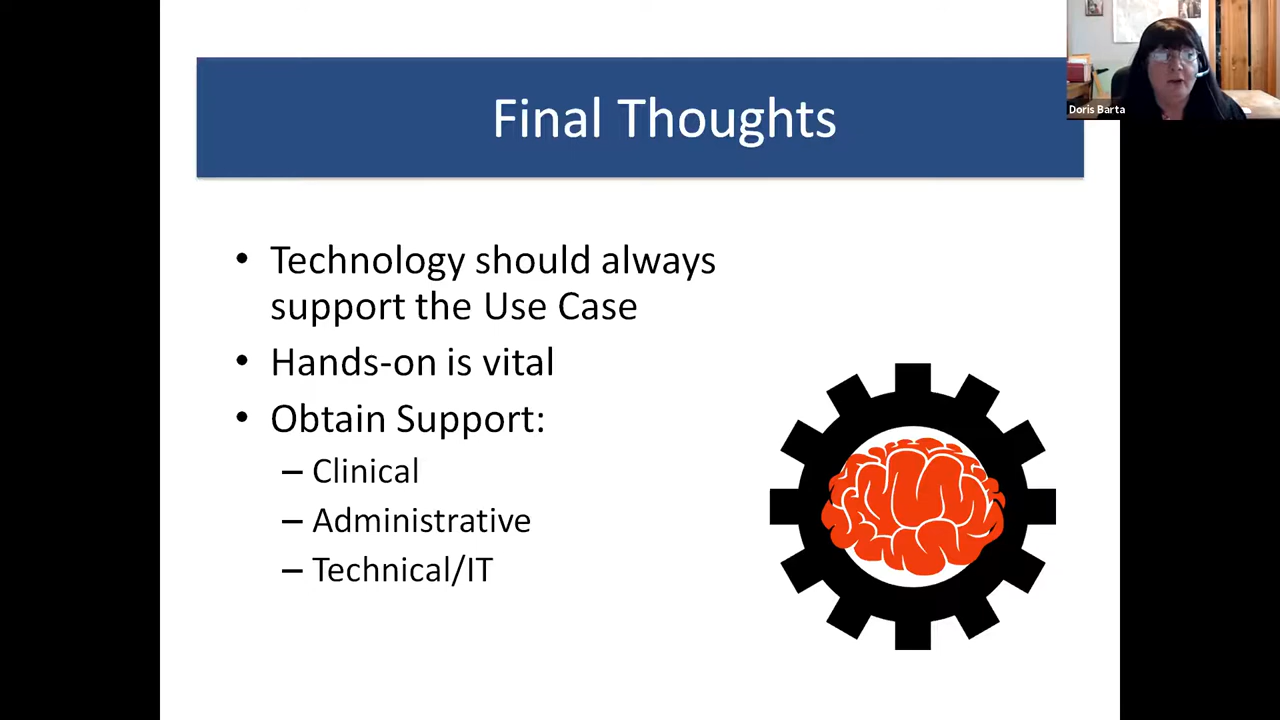 Final Thoughts
Doris Barta
• Technology should always
support the Use Case
• Hands-on is vital
• Obtain Support:
– Clinical
– Administrative
– Technical/IT